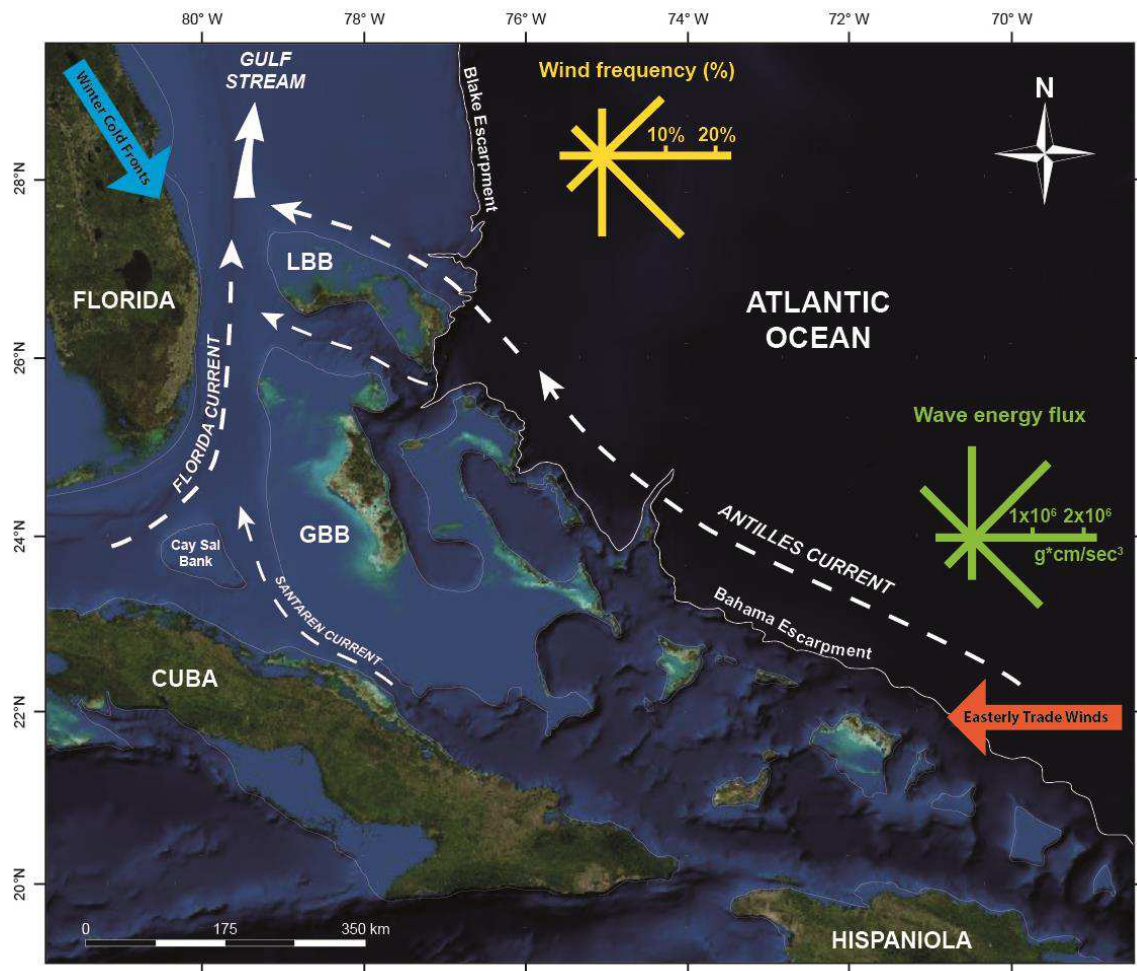 80° W
78° W
76° W
74° W
72° W
70° W
GULF
STREAM
Winter Cold Fronts
Blake Escarpment
Wind frequency (%)
10% 20%
N
28°N
LBB
FLORIDA
ATLANTIC
OCEAN
26°N
FLORIDA CURRENT
Wave energy flux
1x10⁶ 2x10⁶
g*cm/sec³
24°N
Cay Sal
Bank
GBB
ANTILLES CURRENT
SANTAREN CURRENT
Bahama Escarpment
CUBA
22°N
Easterly Trade Winds
20°N
0 175 350 km
HISPANIOLA